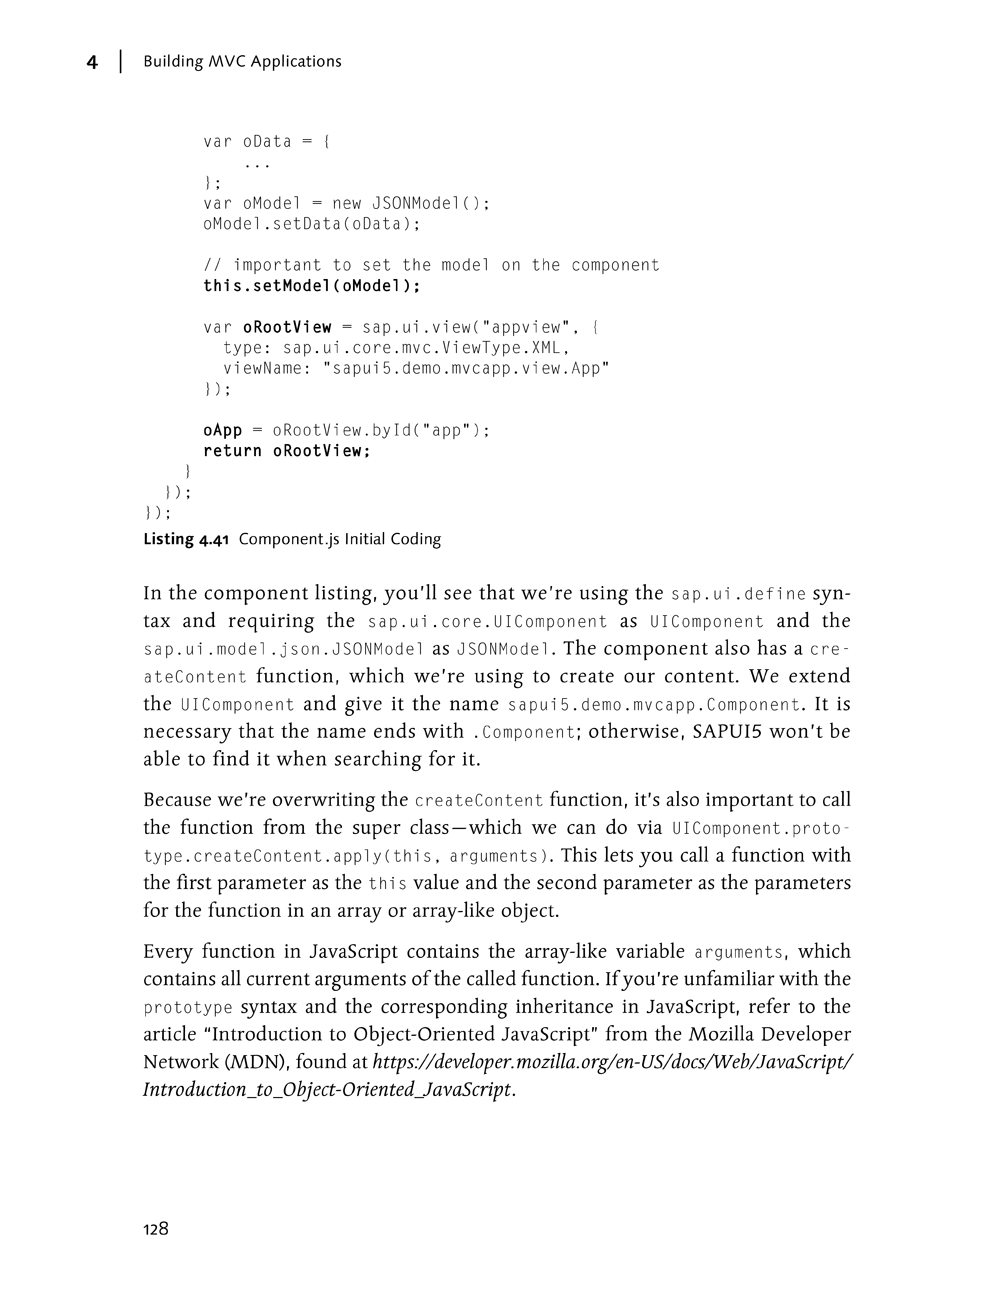 4 | Building MVC Applications
var oData = {
...
};
var oModel = new JSONModel();
oModel.setData(oData);
// important to set the model on the component
this.setModel(oModel);
var oRootView = sap.ui.view("appview", {
type: sap.ui.core.mvc.ViewType.XML,
viewName: "sapui5.demo.mvcapp.view.App"
});
oApp = oRootView.byId("app");
return oRootView;
}
});
});
Listing 4.41 Component.js Initial Coding
In the component listing, you’ll see that we’re using the sap.ui.define syn-
tax and requiring the sap.ui.core.UIComponent as UIComponent and the
sap.ui.model.json.JSONModel as JSONModel. The component also has a cre-
ateContent function, which we’re using to create our content. We extend
the UIComponent and give it the name sapui5.demo.mvcapp.Component. It is
necessary that the name ends with .Component; otherwise, SAPUI5 won’t be
able to find it when searching for it.
Because we’re overwriting the createContent function, it’s also important to call
the function from the super class—which we can do via UIComponent.proto-
type.createContent.apply(this, arguments). This lets you call a function with
the first parameter as the this value and the second parameter as the parameters
for the function in an array or array-like object.
Every function in JavaScript contains the array-like variable arguments, which
contains all current arguments of the called function. If you’re unfamiliar with the
prototype syntax and the corresponding inheritance in JavaScript, refer to the
article “Introduction to Object-Oriented JavaScript” from the Mozilla Developer
Network (MDN), found at https://developer.mozilla.org/en-US/docs/Web/JavaScript/
Introduction_to_Object-Oriented_JavaScript.
128